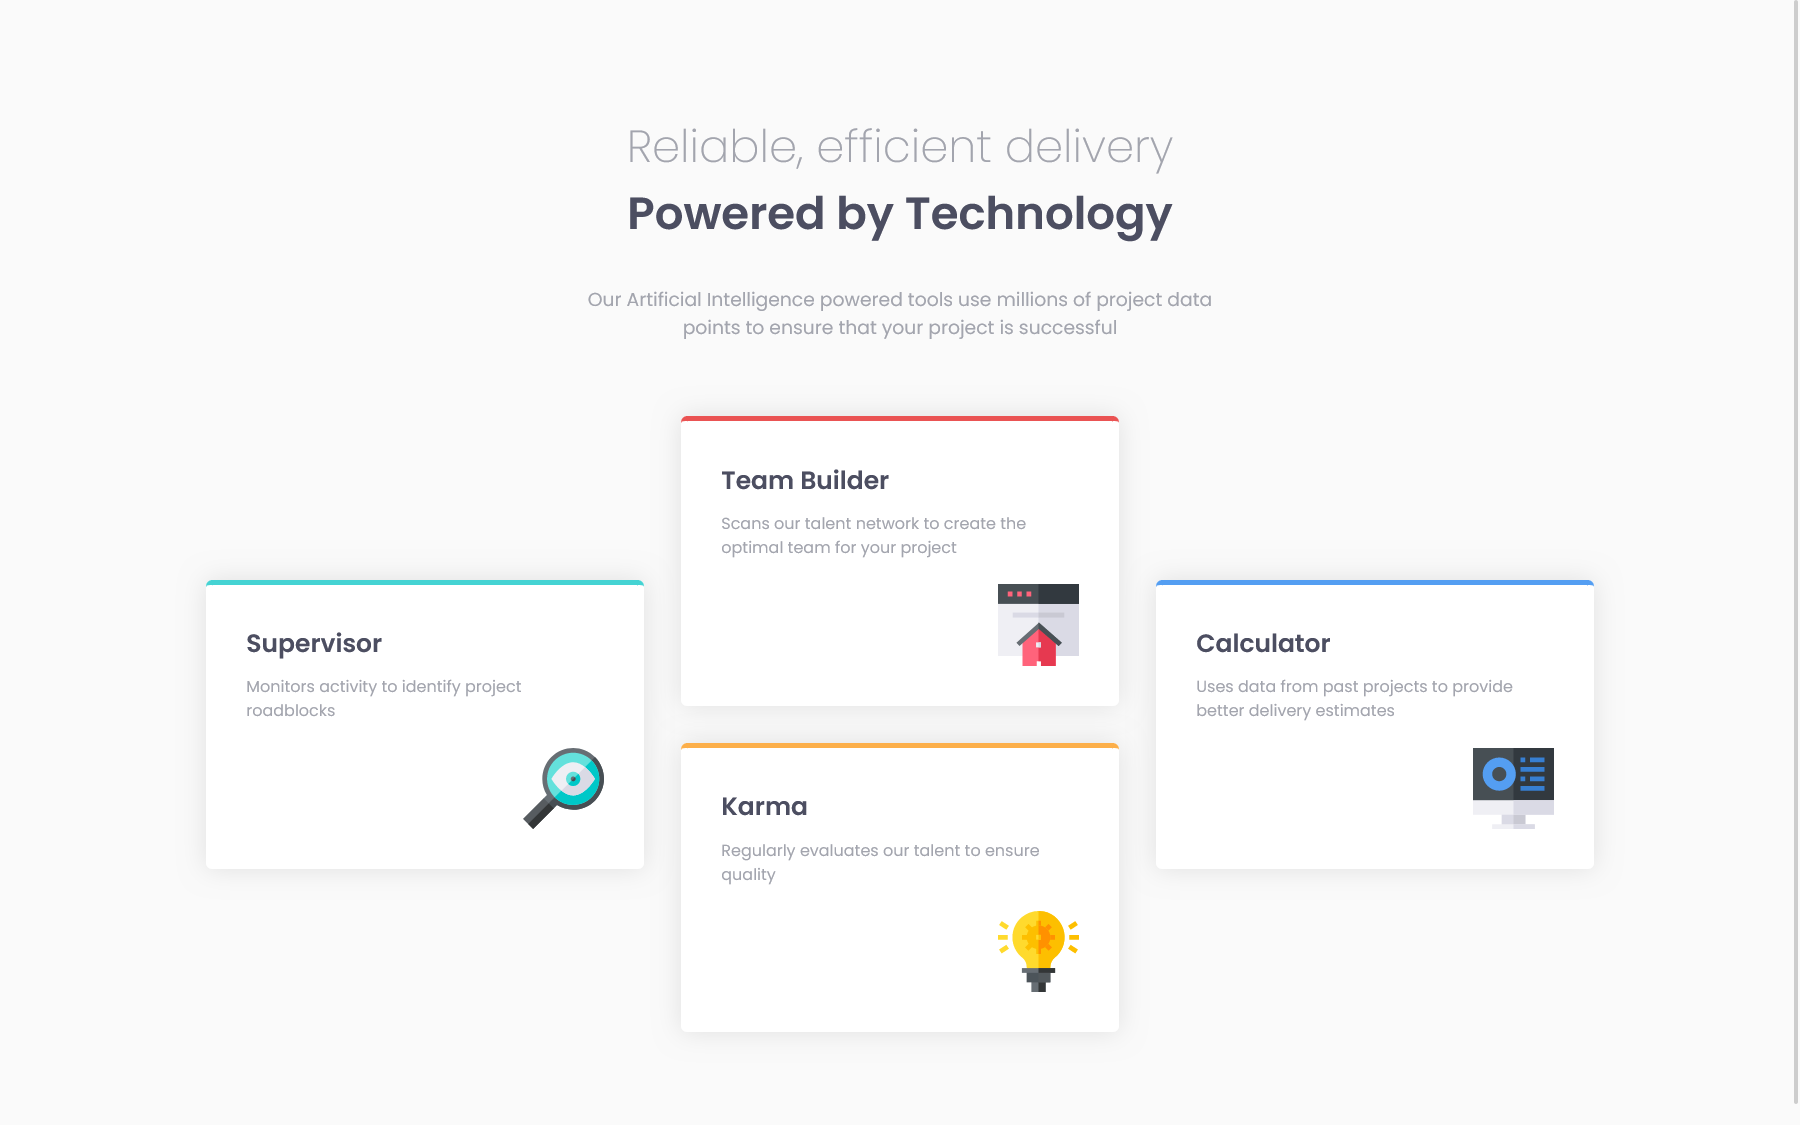 Reliable, efficient delivery
Powered by Technology
Our Artificial Intelligence powered tools use millions of project data
points to ensure that your project is successful
Team Builder
Scans our talent network to create the
optimal team for your project
Supervisor
Monitors activity to identify project
roadblocks
Calculator
Uses data from past projects to provide
better delivery estimates
Karma
Regularly evaluates our talent to ensure
quality